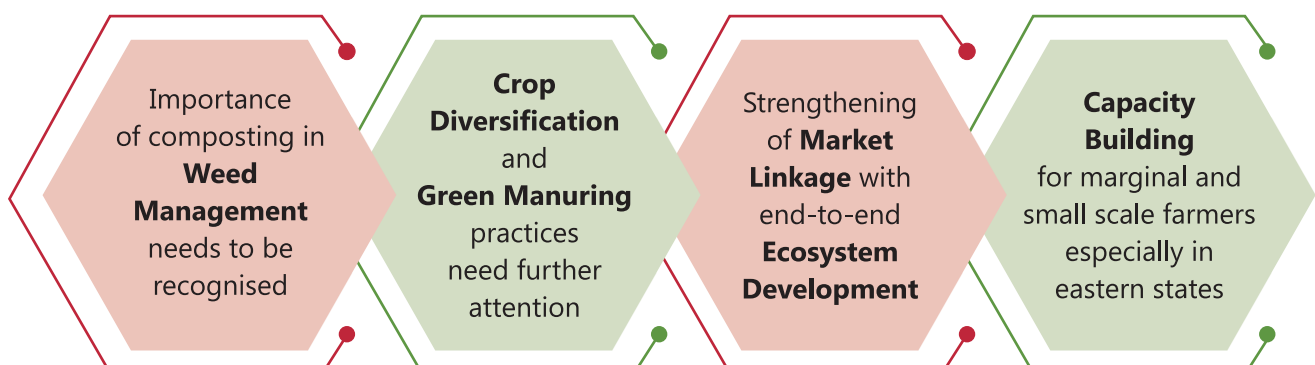 Importance
of composting in
Weed
Management
needs to be
recognised
Crop
Diversification
and
Green Manuring
practices
need further
attention
Strengthening
of Market
Linkage with
end-to-end
Ecosystem
Development
Capacity
Building
for marginal and
small scale farmers
especially in
eastern states